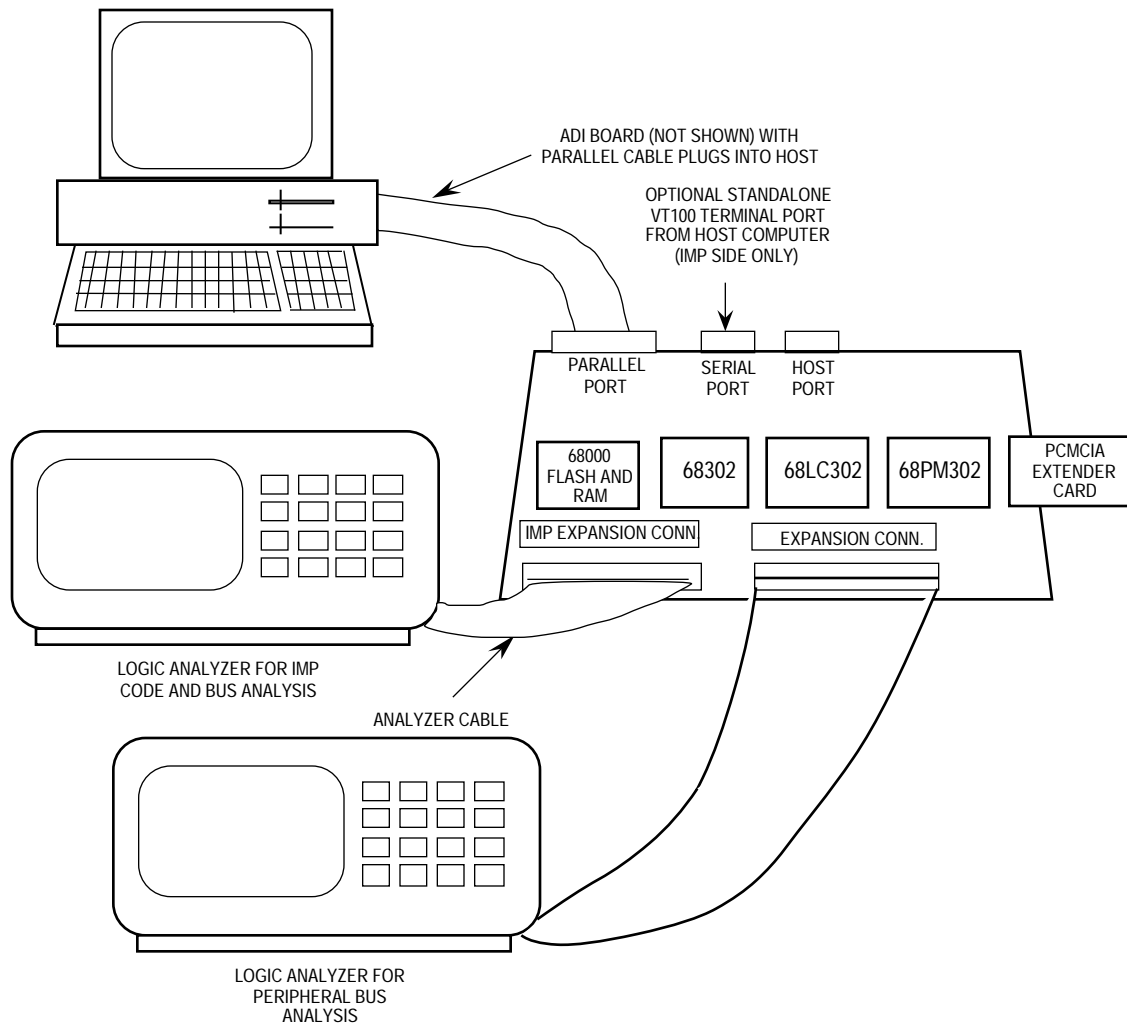 ADI BOARD (NOT SHOWN) WITH
PARALLEL CABLE PLUGS INTO HOST
OPTIONAL STANDALONE
VT100 TERMINAL PORT
FROM HOST COMPUTER
(IMP SIDE ONLY)
PARALLEL
PORT
SERIAL
PORT
HOST
PORT
68000
FLASH AND
RAM
68302
68LC302
68PM302
PCMCIA
EXTENDER
CARD
IMP EXPANSION CONN.
EXPANSION CONN.
LOGIC ANALYZER FOR IMP
CODE AND BUS ANALYSIS
ANALYZER CABLE
LOGIC ANALYZER FOR
PERIPHERAL BUS
ANALYSIS